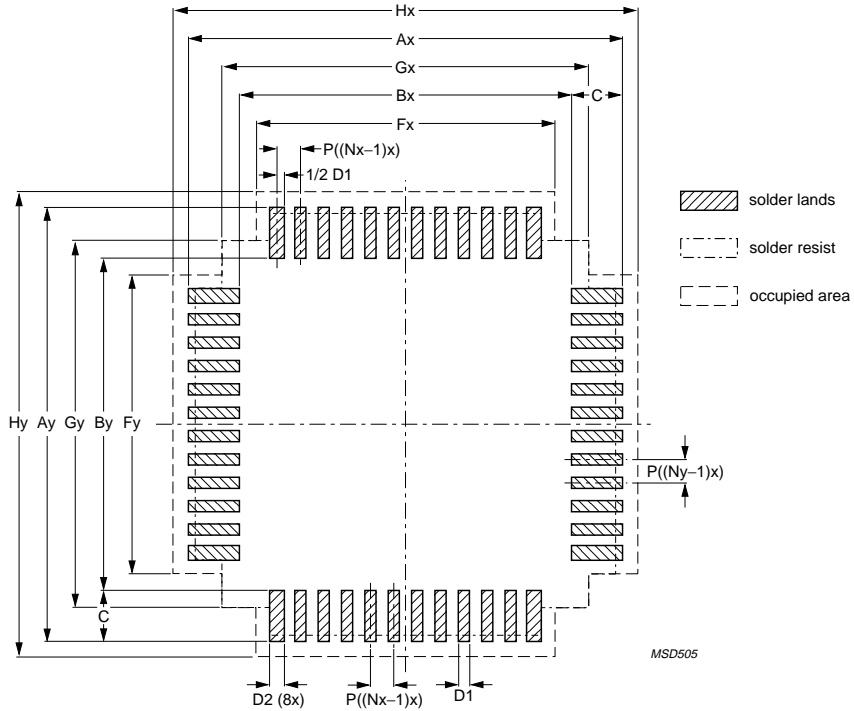 Hx
Ax
Gx
Bx
C
Fx
P((Nx–1)x)
1/2 D1
solder lands
solder resist
occupied area
Hy
Ay
Gy
By
Fy
P((Ny–1)x)
C
D2 (8x)
P((Nx–1)x)
D1
MSD505